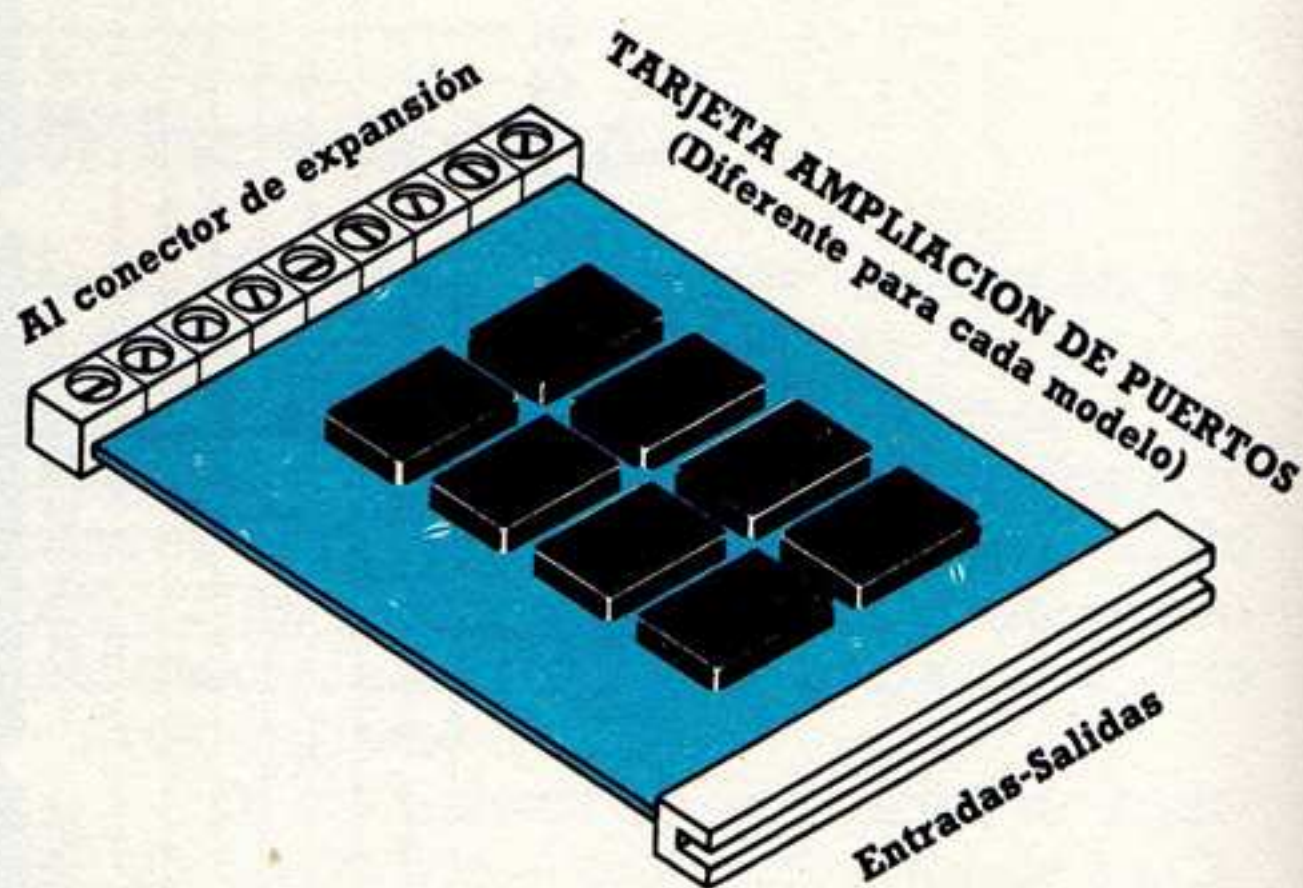 Al conector de expansión
TARJETA AMPLIACION DE PUERTOS
(Diferente para cada modelo)
Entradas-Salidas